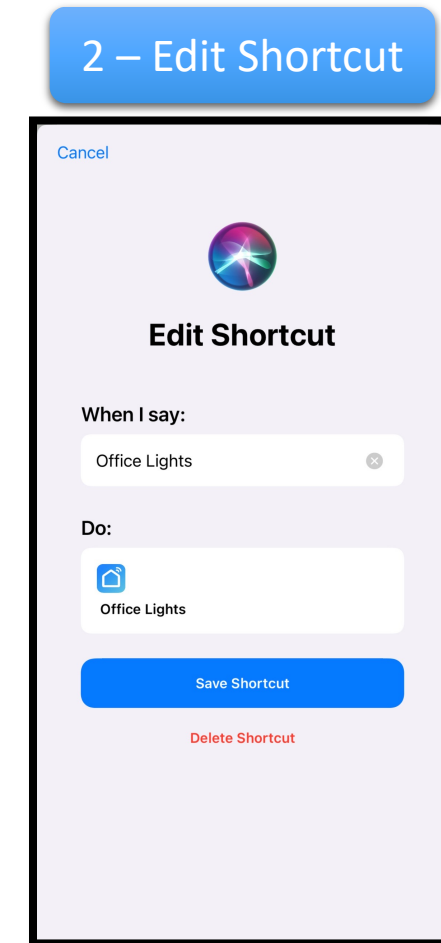 2 – Edit Shortcut
Cancel
Edit Shortcut
When I say:
Office Lights
Do:
Office Lights
Save Shortcut
Delete Shortcut